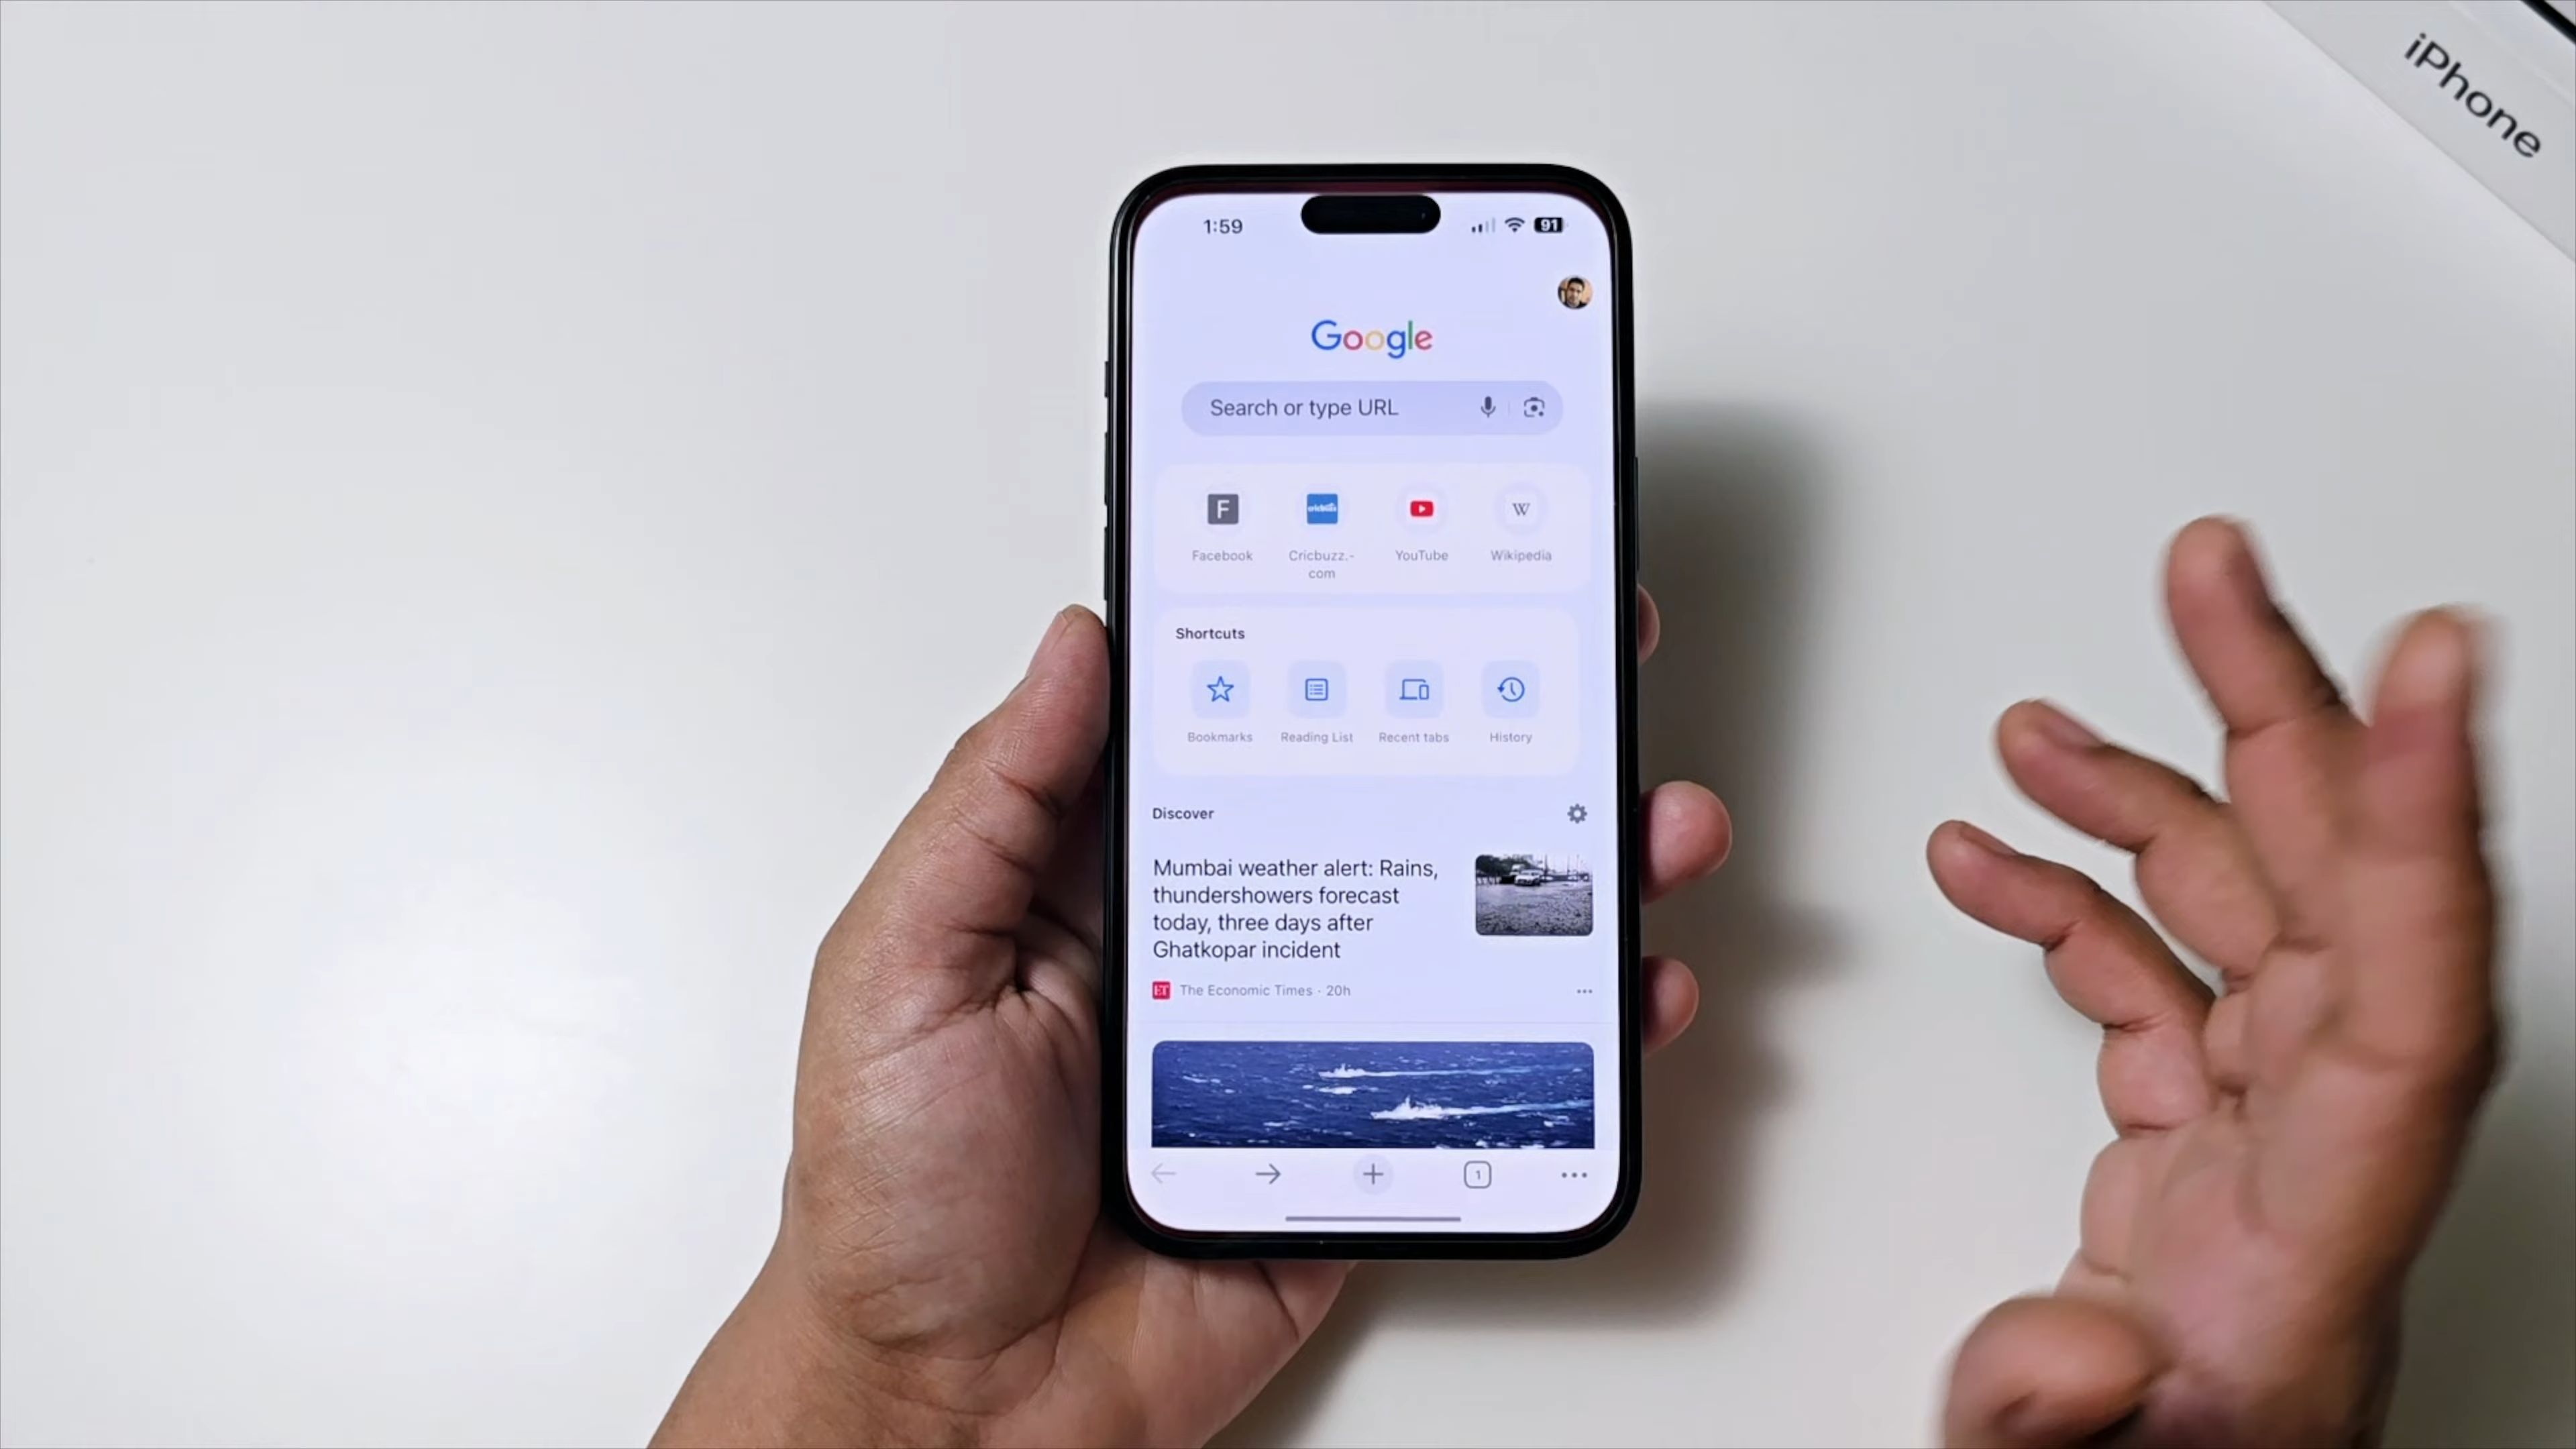 iPhone
1:59
91
Google
Search or type URL
F
cricbuzz
W
Facebook
Cricbuzz.-
com
YouTube
Wikipedia
Shortcuts
Bookmarks
Reading List
Recent tabs
History
Discover
Mumbai weather alert: Rains,
thundershowers forecast
today, three days after
Ghatkopar incident
ET
The Economic Times · 20h
1